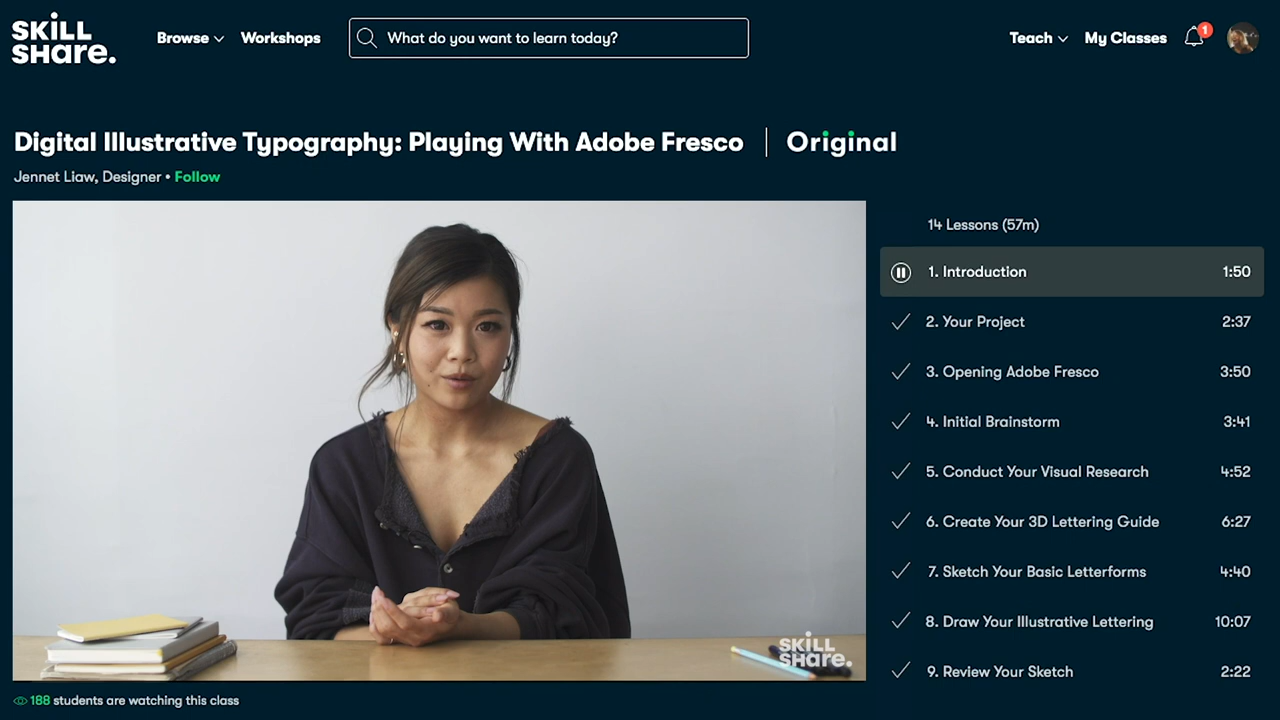 SKILL
SHare.
Browse
Workshops
What do you want to learn today?
Teach
My Classes
1
Digital Illustrative Typography: Playing With Adobe Fresco | Original
Jennet Liaw, Designer • Follow
14 Lessons (57m)
1. Introduction 1:50
2. Your Project 2:37
3. Opening Adobe Fresco 3:50
4. Initial Brainstorm 3:41
5. Conduct Your Visual Research 4:52
6. Create Your 3D Lettering Guide 6:27
7. Sketch Your Basic Letterforms 4:40
8. Draw Your Illustrative Lettering 10:07
9. Review Your Sketch 2:22
SKILL
SHare.
188 students are watching this class